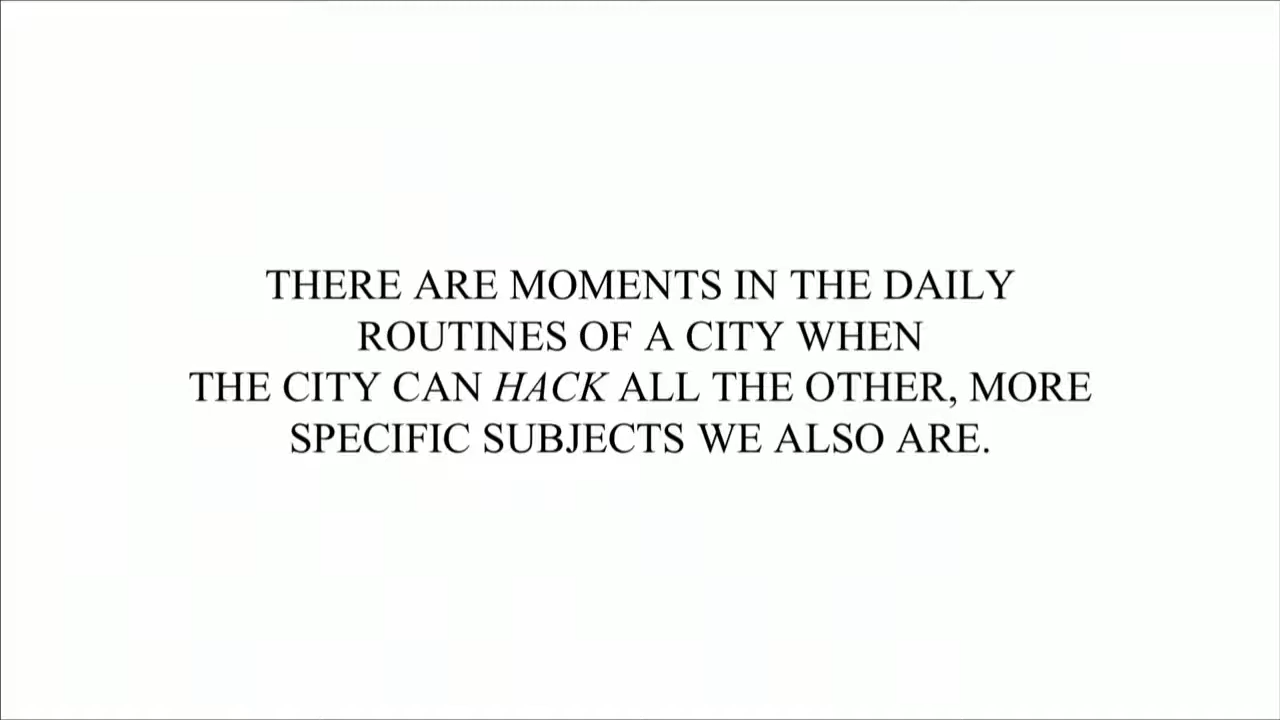 THERE ARE MOMENTS IN THE DAILY
ROUTINES OF A CITY WHEN
THE CITY CAN HACK ALL THE OTHER, MORE
SPECIFIC SUBJECTS WE ALSO ARE.